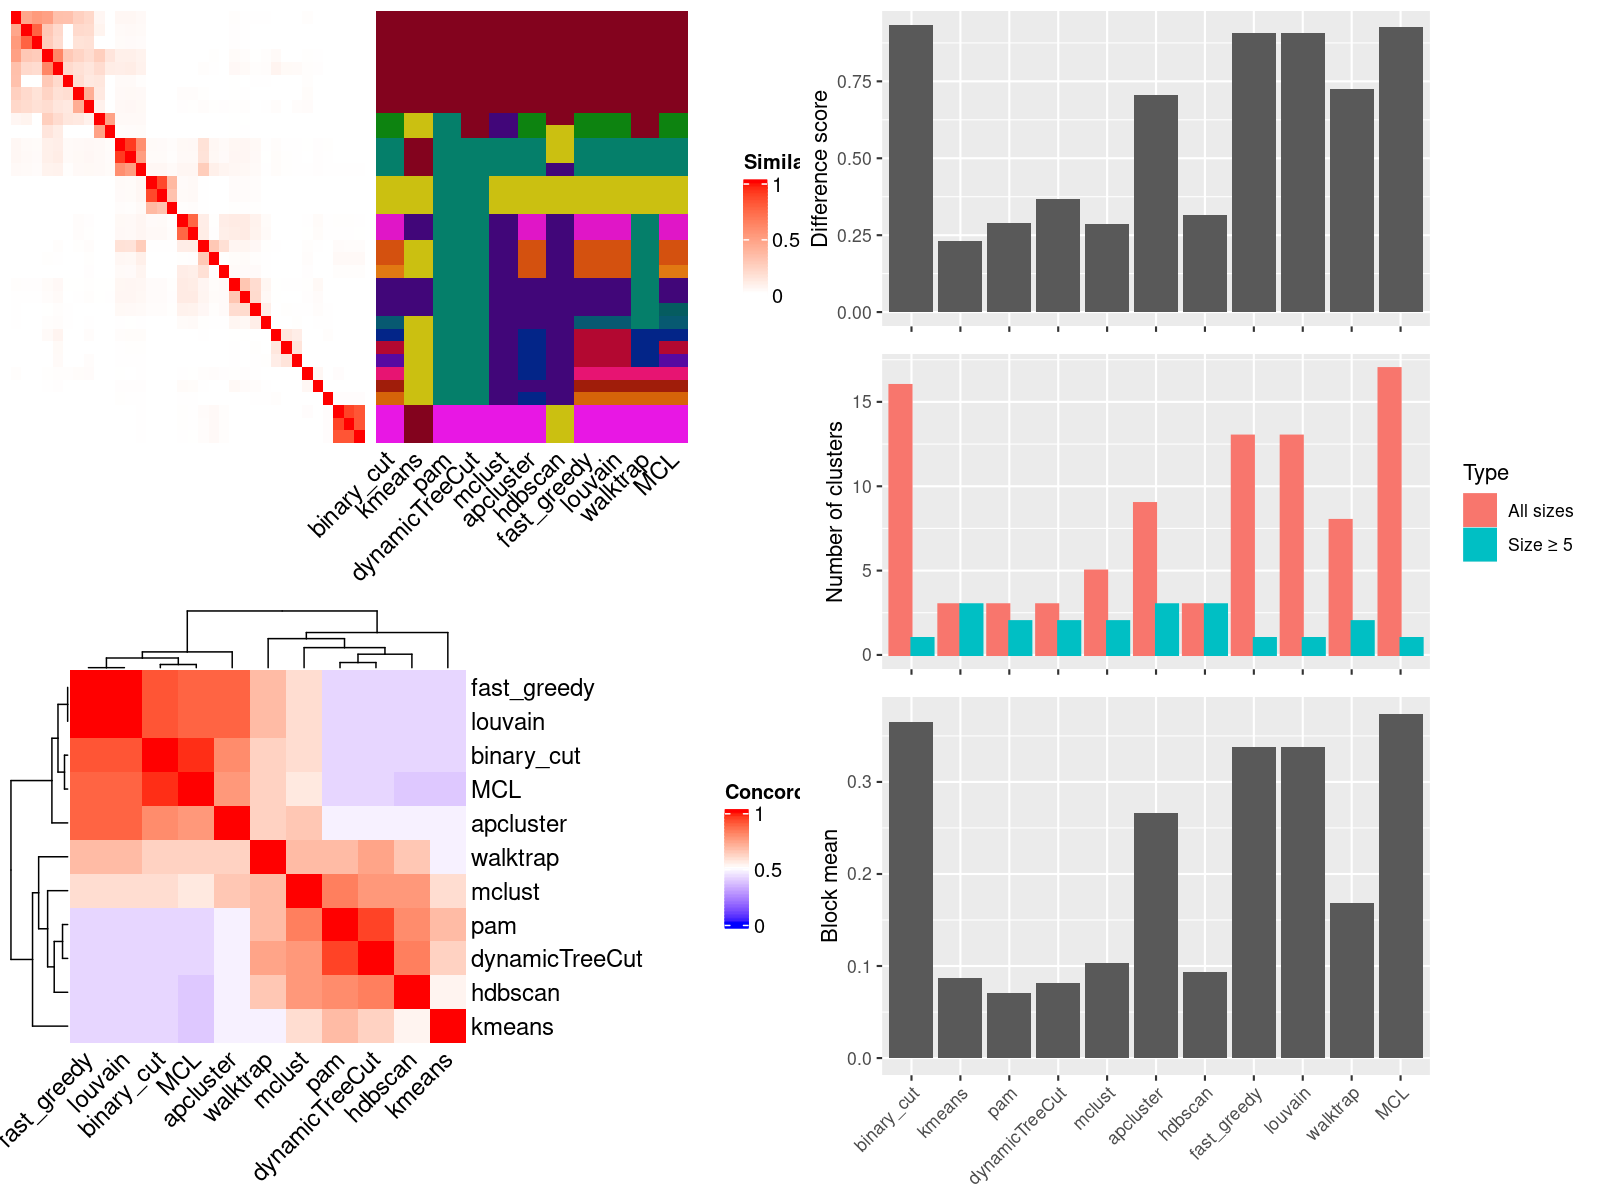 Simila
1
0.5
0
binary_cut
kmeans
pam
dynamicTreeCut
mclust
apcluster
hdbscan
fast_greedy
louvain
walktrap
MCL
fast_greedy
louvain
binary_cut
MCL
apcluster
walktrap
mclust
pam
dynamicTreeCut
hdbscan
kmeans
fast_greedy
louvain
binary_cut
MCL
apcluster
walktrap
mclust
pam
dynamicTreeCut
hdbscan
kmeans
Concord
1
0.5
0
Difference score
0.75
0.50
0.25
0.00
Number of clusters
15
10
5
0
Type
All sizes
Size ≥ 5
Block mean
0.3
0.2
0.1
0.0
binary_cut
kmeans
pam
dynamicTreeCut
mclust
apcluster
hdbscan
fast_greedy
louvain
walktrap
MCL